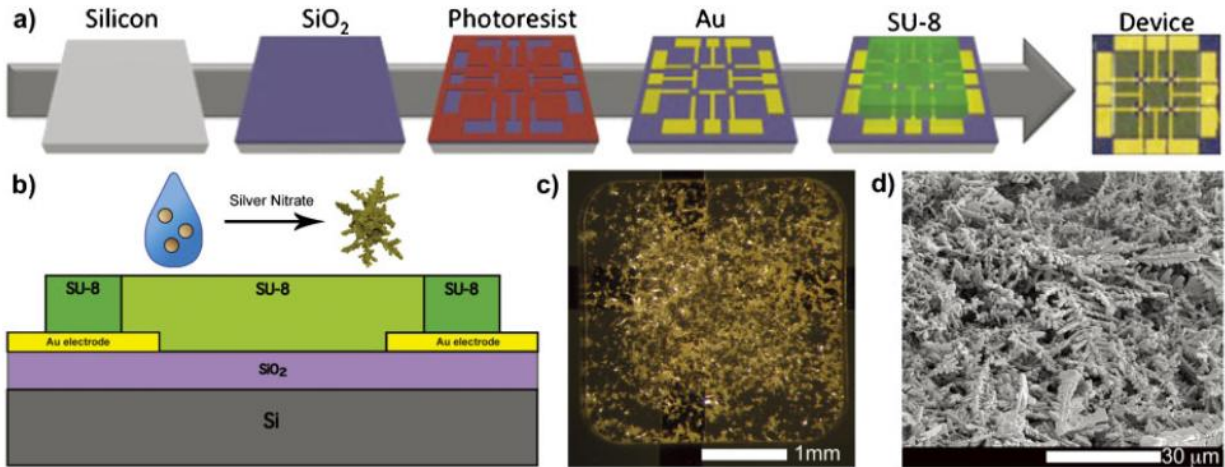 a)
Silicon
SiO₂
Photoresist
Au
SU-8
Device
b)
Silver Nitrate
SU-8
SU-8
SU-8
Au electrode
Au electrode
SiO₂
Si
c)
1mm
d)
30 μm